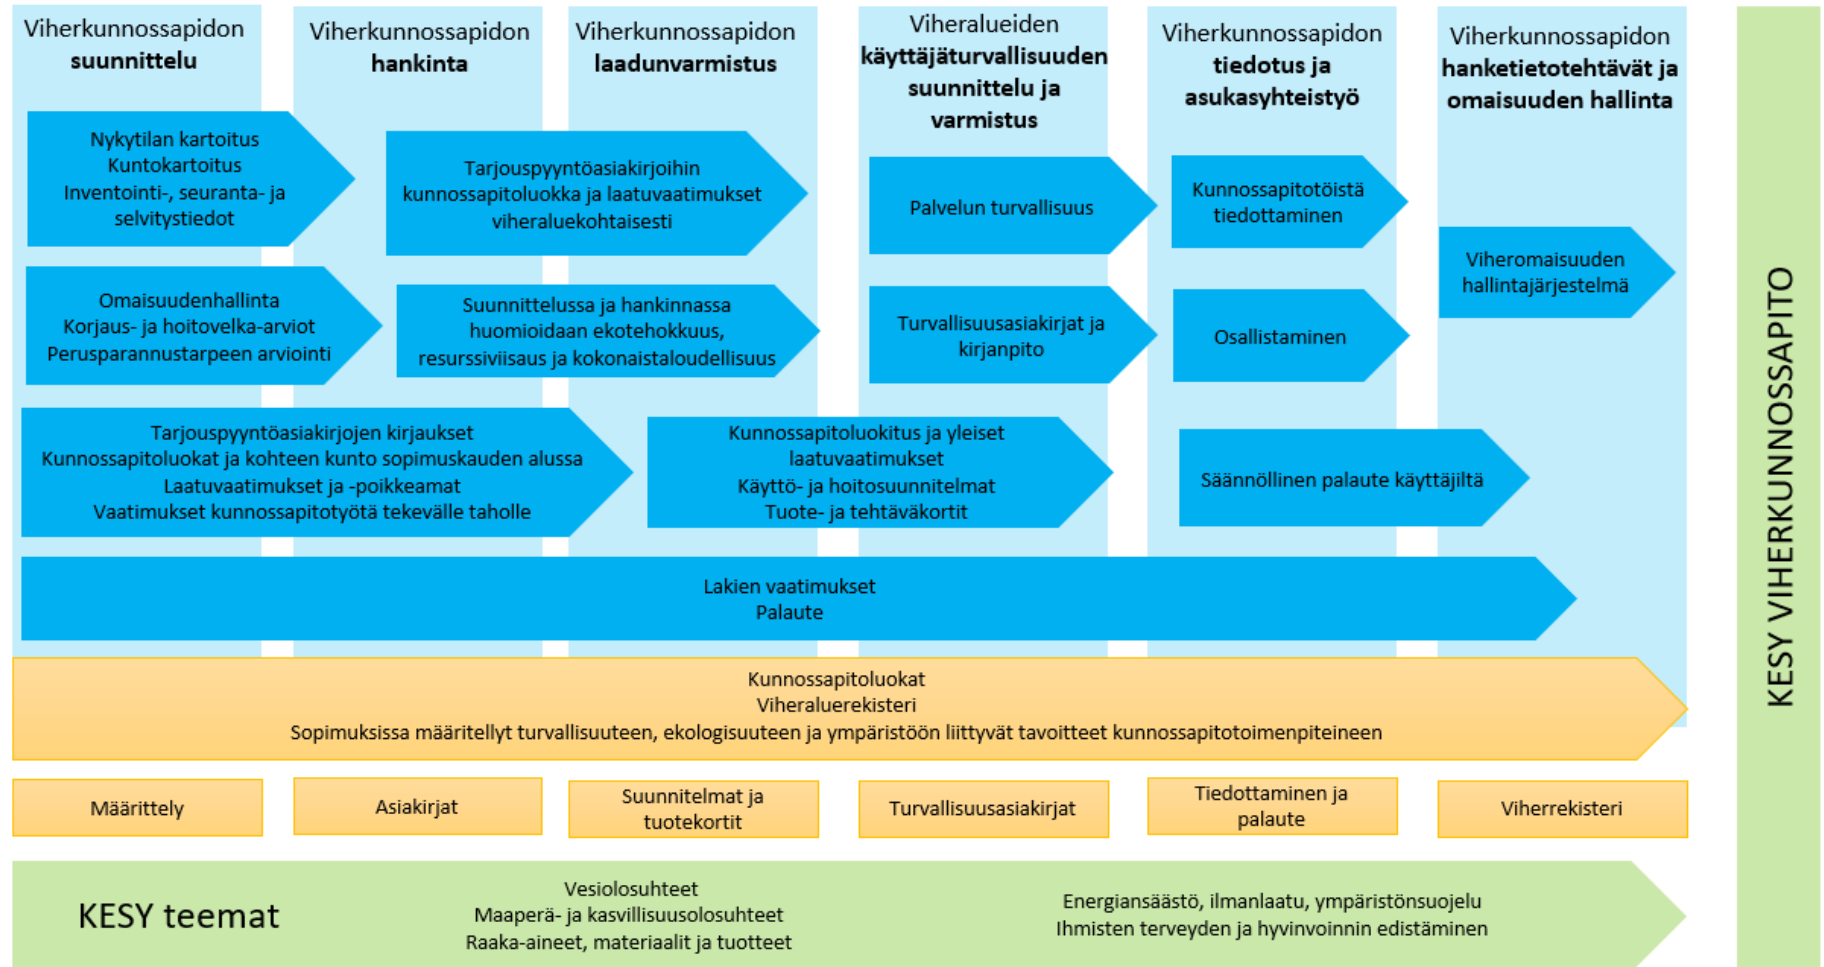 Viherkunnossapidon
suunnittelu
Viherkunnossapidon
hankinta
Viherkunnossapidon
laadunvarmistus
Viheralueiden
käyttäjäturvallisuuden
suunnittelu ja
varmistus
Viherkunnossapidon
tiedotus ja
asukasyhteistyö
Viherkunnossapidon
hanketietotehtävät ja
omaisuuden hallinta
Nykytilan kartoitus
Kuntokartoitus
Inventointi-, seuranta- ja
selvitystiedot
Tarjouspyyntöasiakirjoihin
kunnossapitoluokka ja laatuvaatimukset
viheraluekohtaisesti
Palvelun turvallisuus
Kunnossapitotöistä
tiedottaminen
Viheromaisuuden
hallintajärjestelmä
Omaisuudenhallinta
Korjaus- ja hoitovelka-arviot
Perusparannustarpeen arviointi
Suunnittelussa ja hankinnassa
huomioidaan ekotehokkuus,
resurssiviisaus ja kokonaistaloudellisuus
Turvallisuusasiakirjat ja
kirjanpito
Osallistaminen
Tarjouspyyntöasiakirjojen kirjaukset
Kunnossapitoluokat ja kohteen kunto sopimuskauden alussa
Laatuvaatimukset ja -poikkeamat
Vaatimukset kunnossapitotyötä tekevälle taholle
Kunnossapitoluokitus ja yleiset
laatuvaatimukset
Käyttö- ja hoitosuunnitelmat
Tuote- ja tehtäväkortit
Säännöllinen palaute käyttäjiltä
Lakien vaatimukset
Palaute
Kunnossapitoluokat
Viheraluerekisteri
Sopimuksissa määritellyt turvallisuuteen, ekologisuuteen ja ympäristöön liittyvät tavoitteet kunnossapitotoimenpiteineen
Määrittely
Asiakirjat
Suunnitelmat ja
tuotekortit
Turvallisuusasiakirjat
Tiedottaminen ja
palaute
Viherrekisteri
KESY teemat
Vesiolosuhteet
Maaperä- ja kasvillisuusolosuhteet
Raaka-aineet, materiaalit ja tuotteet
Energiansäästö, ilmanlaatu, ympäristönsuojelu
Ihmisten terveyden ja hyvinvoinnin edistäminen
KESY VIHERKUNNOSSAPITO